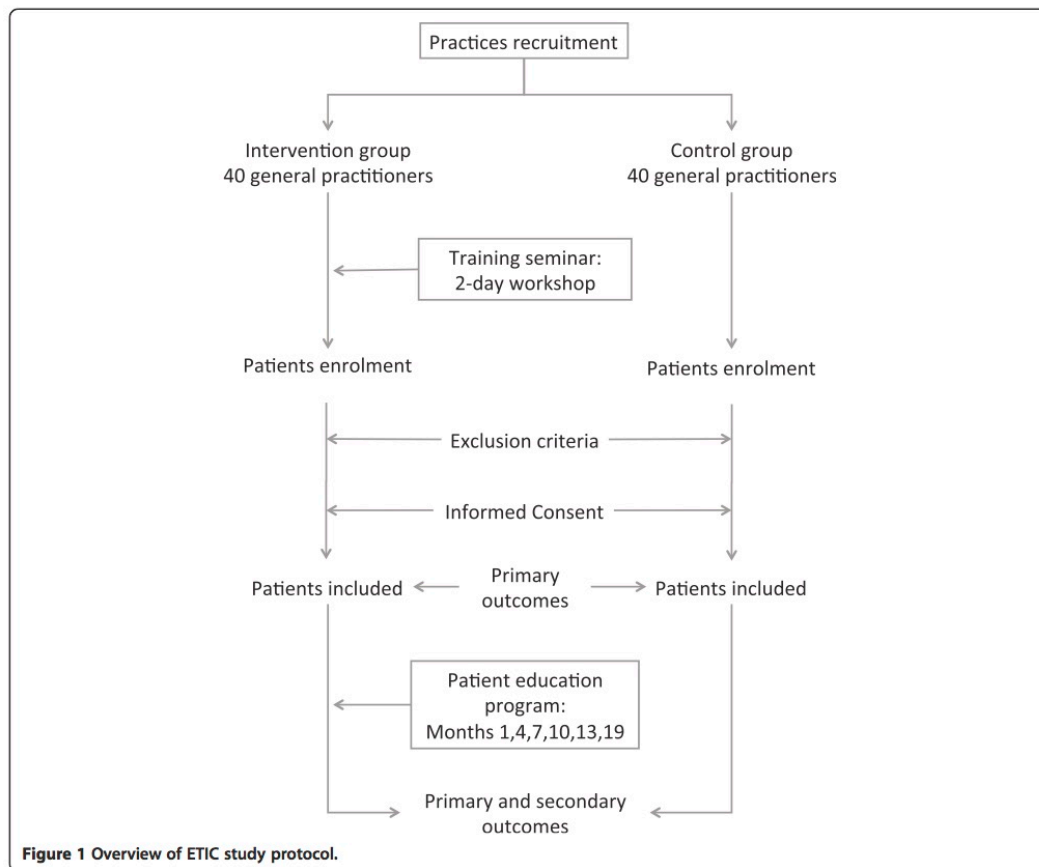 Practices recruitment
Intervention group
40 general practitioners
Control group
40 general practitioners
Training seminar:
2-day workshop
Patients enrolment
Patients enrolment
Exclusion criteria
Informed Consent
Patients included
Primary
outcomes
Patients included
Patient education
program:
Months 1,4,7,10,13,19
Primary and secondary
outcomes
Figure 1 Overview of ETIC study protocol.